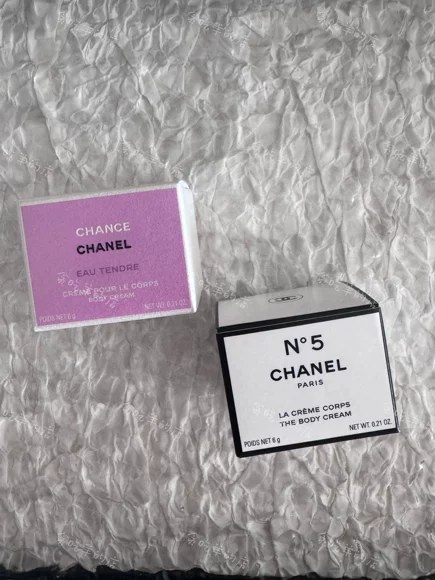 CHANCE
CHANEL
EAU TENDRE
CRÈME POUR LE CORPS
BODY CREAM
POIDS NET 6 g
NET WT. 0.21 OZ.
N°5
CHANEL
PARIS
LA CRÈME CORPS
THE BODY CREAM
POIDS NET 6 g
NET WT. 0.21 OZ.